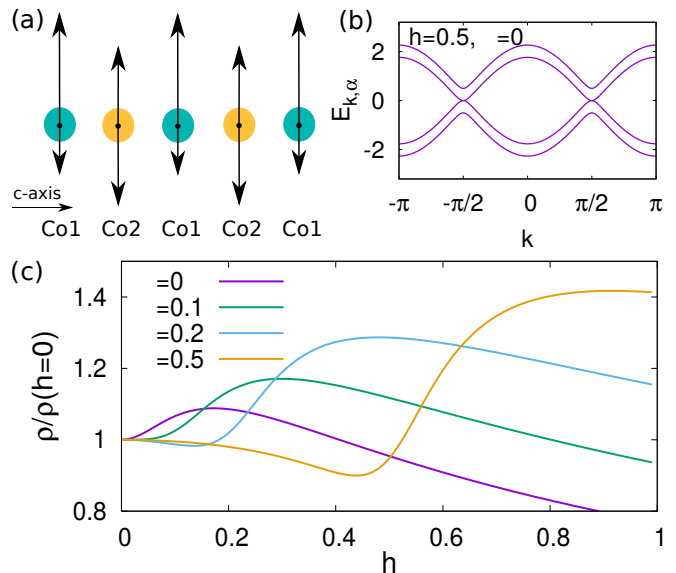 (a)
c-axis
Co1 Co2 Co1 Co2 Co1
(b)
h=0.5, =0
E_{k,α}
2
0
-2
-π -π/2 0 π/2 π
k
(c)
=0
=0.1
=0.2
=0.5
ρ/ρ(h=0)
1.4
1.2
1
0.8
0 0.2 0.4 0.6 0.8 1
h